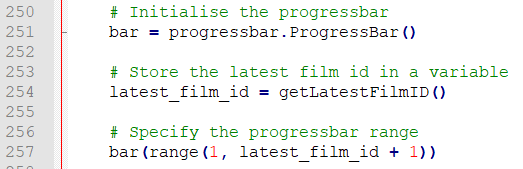 250 # Initialise the progressbar
251 bar = progressbar.ProgressBar()
252
253 # Store the latest film id in a variable
254 latest_film_id = getLatestFilmID()
255
256 # Specify the progressbar range
257 bar(range(1, latest_film_id + 1))